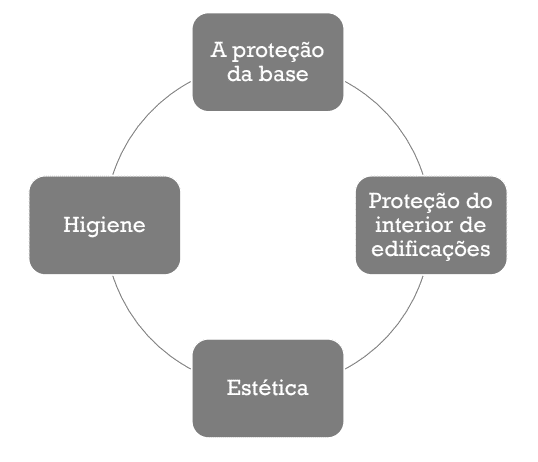 A proteção
da base
Higiene
Proteção do
interior de
edificações
Estética